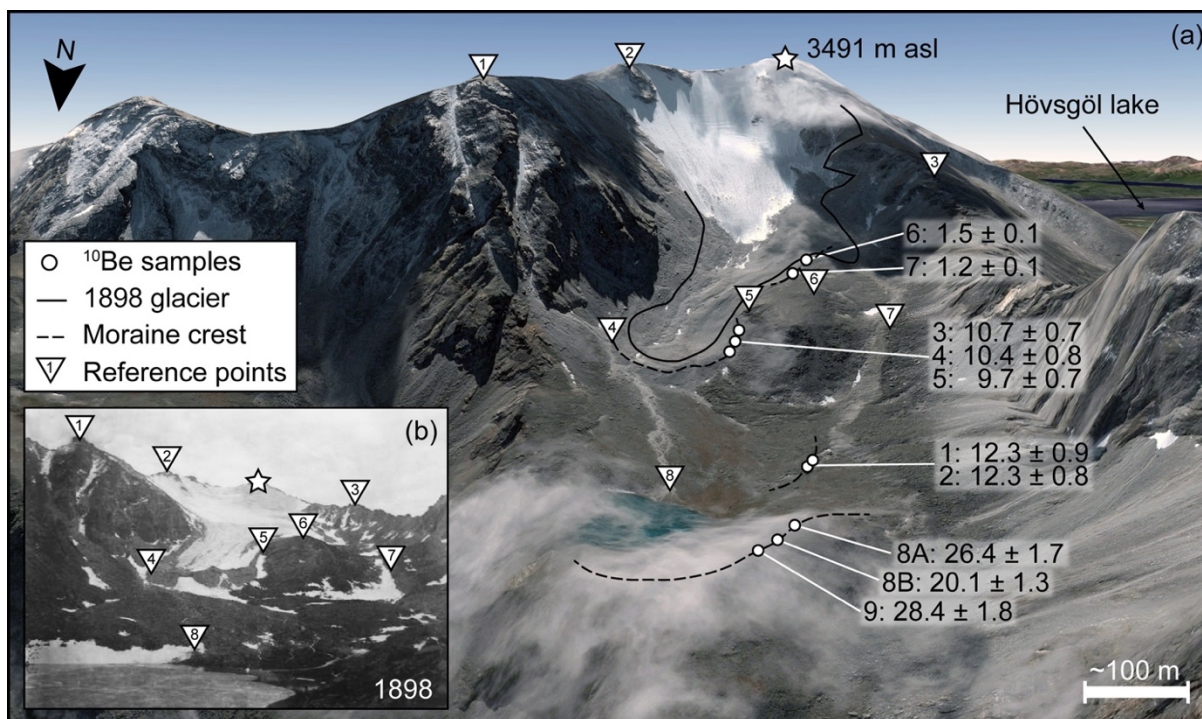 (a)
N
1
2
3491 m asl
Hövsgöl lake
3
¹⁰Be samples
1898 glacier
Moraine crest
1 Reference points
6: 1.5 ± 0.1
7: 1.2 ± 0.1
6
5
7
4
3: 10.7 ± 0.7
4: 10.4 ± 0.8
5: 9.7 ± 0.7
1: 12.3 ± 0.9
2: 12.3 ± 0.8
8
8A: 26.4 ± 1.7
8B: 20.1 ± 1.3
9: 28.4 ± 1.8
~100 m
(b)
1
2
3
4
5
6
7
8
1898